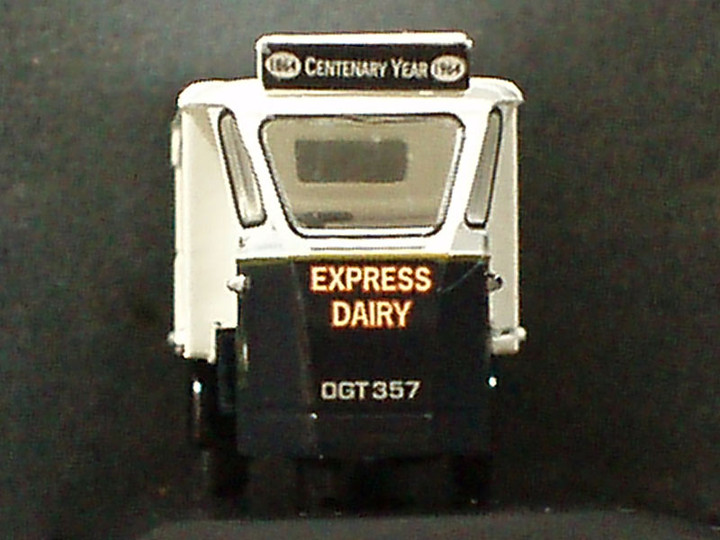 1864 CENTENARY YEAR 1964
EXPRESS
DAIRY
OGT 357